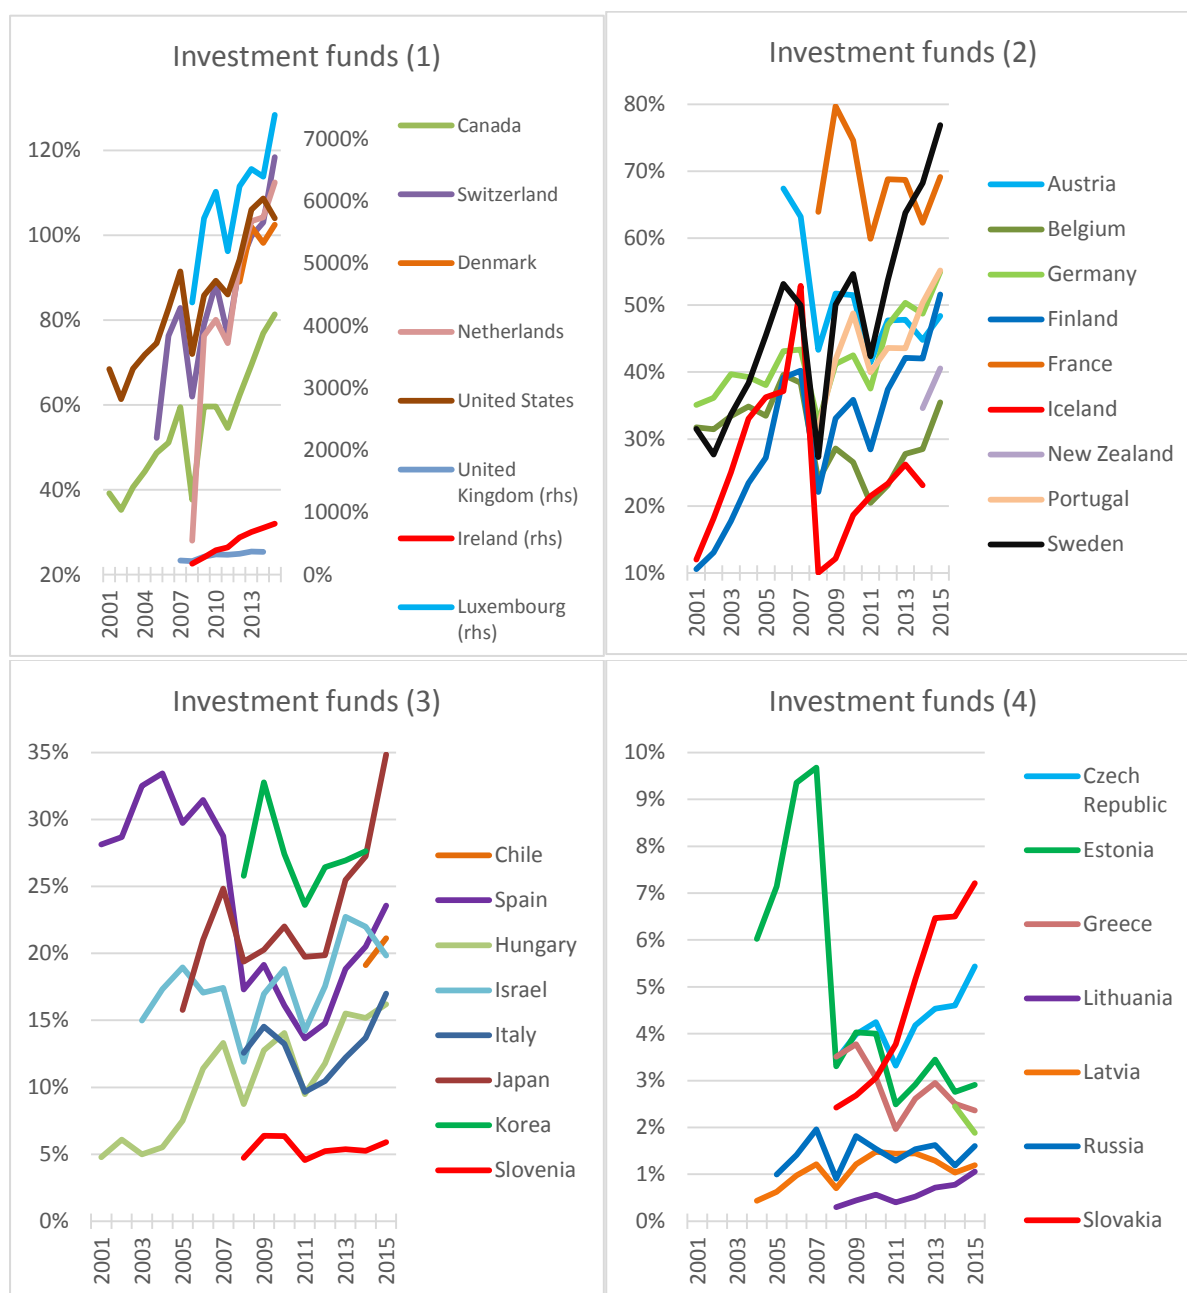 Investment funds (1)
120%
100%
80%
60%
40%
20%
7000%
6000%
5000%
4000%
3000%
2000%
1000%
0%
2001
2004
2007
2010
2013
Canada
Switzerland
Denmark
Netherlands
United States
United
Kingdom (rhs)
Ireland (rhs)
Luxembourg
(rhs)
Investment funds (2)
80%
70%
60%
50%
40%
30%
20%
10%
2001
2003
2005
2007
2009
2011
2013
2015
Austria
Belgium
Germany
Finland
France
Iceland
New Zealand
Portugal
Sweden
Investment funds (3)
35%
30%
25%
20%
15%
10%
5%
0%
2001
2003
2005
2007
2009
2011
2013
2015
Chile
Spain
Hungary
Israel
Italy
Japan
Korea
Slovenia
Investment funds (4)
10%
9%
8%
7%
6%
5%
4%
3%
2%
1%
0%
2001
2003
2005
2007
2009
2011
2013
2015
Czech
Republic
Estonia
Greece
Lithuania
Latvia
Russia
Slovakia